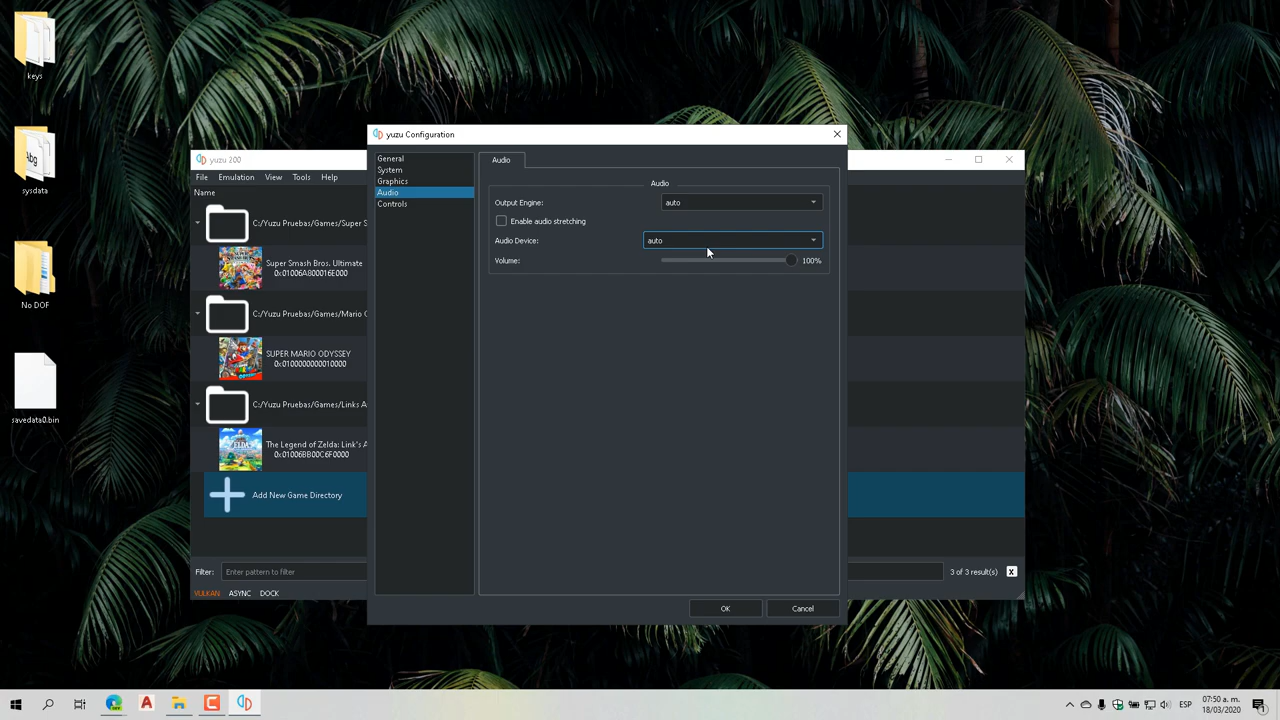 keys
sysdata
No DOF
savedata0.bin
yuzu 200
File Emulation View Tools Help
Name
C:/Yuzu Pruebas/Games/Super S
Super Smash Bros. Ultimate
0x01006A800016E000
C:/Yuzu Pruebas/Games/Mario O
SUPER MARIO ODYSSEY
0x0100000000010000
C:/Yuzu Pruebas/Games/Links A
The Legend of Zelda: Link's A
0x01006BB00C6F0000
Add New Game Directory
Filter: Enter pattern to filter
3 of 3 result(s) X
VULKAN ASYNC DOCK
yuzu Configuration
General
System
Graphics
Audio
Controls
Audio
Audio
Output Engine: auto
Enable audio stretching
Audio Device: auto
Volume: 100%
OK Cancel
ESP
07:50 a. m.
18/03/2020
1